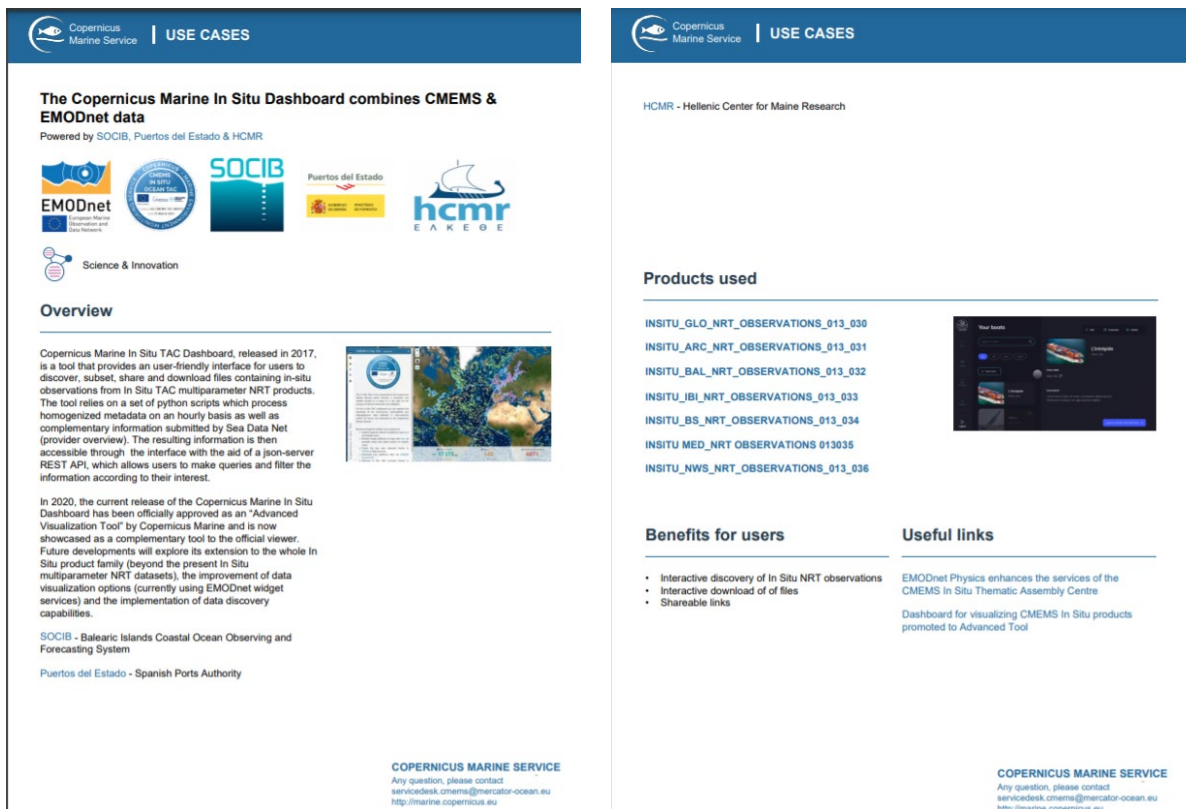 Copernicus
Marine Service
USE CASES
The Copernicus Marine In Situ Dashboard combines CMEMS &
EMODnet data
Powered by SOCIB, Puertos del Estado & HCMR
EMODnet
European Marine
Observation and
Data Network
CMEMS
IN SITU
OCEAN TAC
SOCIB
Puertos del Estado
hcmr
Ε Λ Κ Ε Θ Ε
Science & Innovation
Overview
Copernicus Marine In Situ TAC Dashboard, released in 2017,
is a tool that provides an user-friendly interface for users to
discover, subset, share and download files containing in-situ
observations from In Situ TAC multiparameter NRT products.
The tool relies on a set of python scripts which process
homogenized metadata on an hourly basis as well as
complementary information submitted by Sea Data Net
(provider overview). The resulting information is then
accessible through the interface with the aid of a json-server
REST API, which allows users to make queries and filter the
information according to their interest.
In 2020, the current release of the Copernicus Marine In Situ
Dashboard has been officially approved as an “Advanced
Visualization Tool” by Copernicus Marine and is now
showcased as a complementary tool to the official viewer.
Future developments will explore its extension to the whole In
Situ product family (beyond the present In Situ
multiparameter NRT datasets), the improvement of data
visualization options (currently using EMODnet widget
services) and the implementation of data discovery
capabilities.
SOCIB - Balearic Islands Coastal Ocean Observing and
Forecasting System
Puertos del Estado - Spanish Ports Authority
COPERNICUS MARINE SERVICE
Any question, please contact
servicedesk.cmems@mercator-ocean.eu
http://marine.copernicus.eu
Copernicus
Marine Service
USE CASES
HCMR - Hellenic Center for Maine Research
Products used
INSITU_GLO_NRT_OBSERVATIONS_013_030
INSITU_ARC_NRT_OBSERVATIONS_013_031
INSITU_BAL_NRT_OBSERVATIONS_013_032
INSITU_IBI_NRT_OBSERVATIONS_013_033
INSITU_BS_NRT_OBSERVATIONS_013_034
INSITU MED_NRT OBSERVATIONS 013035
INSITU_NWS_NRT_OBSERVATIONS_013_036
Your boats
Benefits for users
• Interactive discovery of In Situ NRT observations
• Interactive download of of files
• Shareable links
Useful links
EMODnet Physics enhances the services of the
CMEMS In Situ Thematic Assembly Centre
Dashboard for visualizing CMEMS In Situ products
promoted to Advanced Tool
COPERNICUS MARINE SERVICE
Any question, please contact
servicedesk.cmems@mercator-ocean.eu
http://marine.copernicus.eu